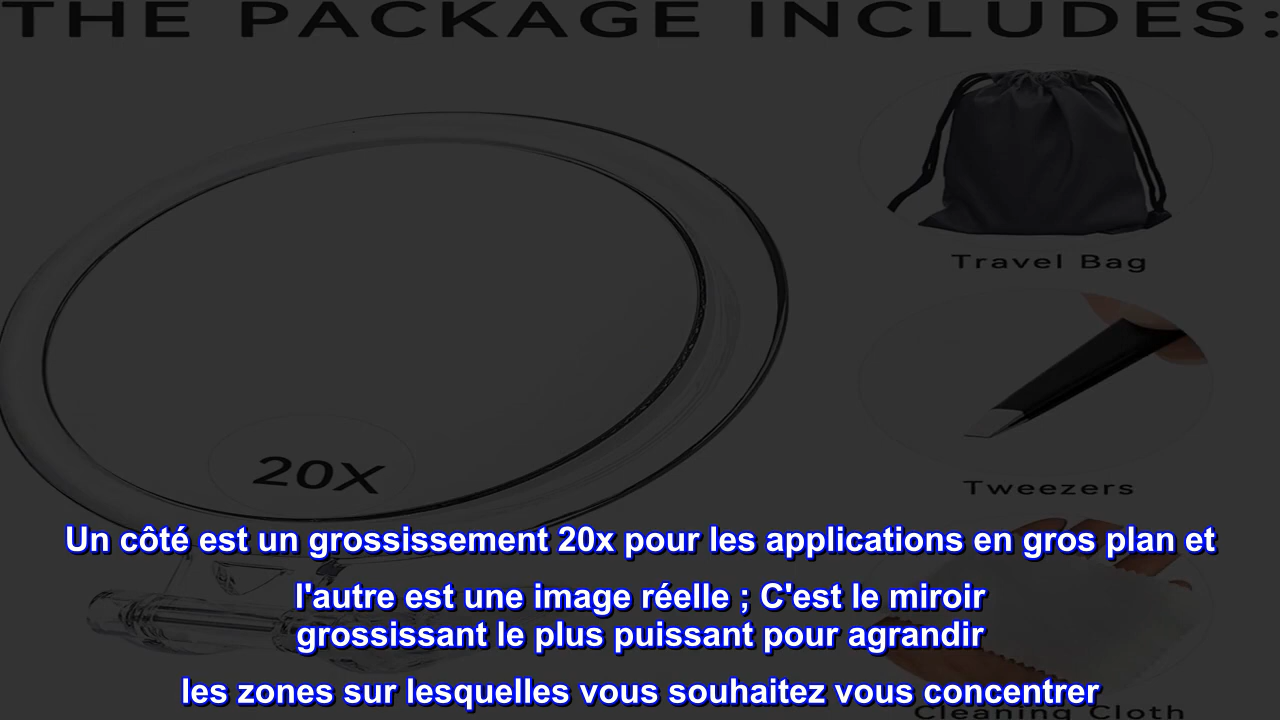 THE PACKAGE INCLUDES:
Travel Bag
Tweezers
20X
Un côté est un grossissement 20x pour les applications en gros plan et
l'autre est une image réelle ; C'est le miroir
grossissant le plus puissant pour agrandir
les zones sur lesquelles vous souhaitez vous concentrer
Cleaning Cloth